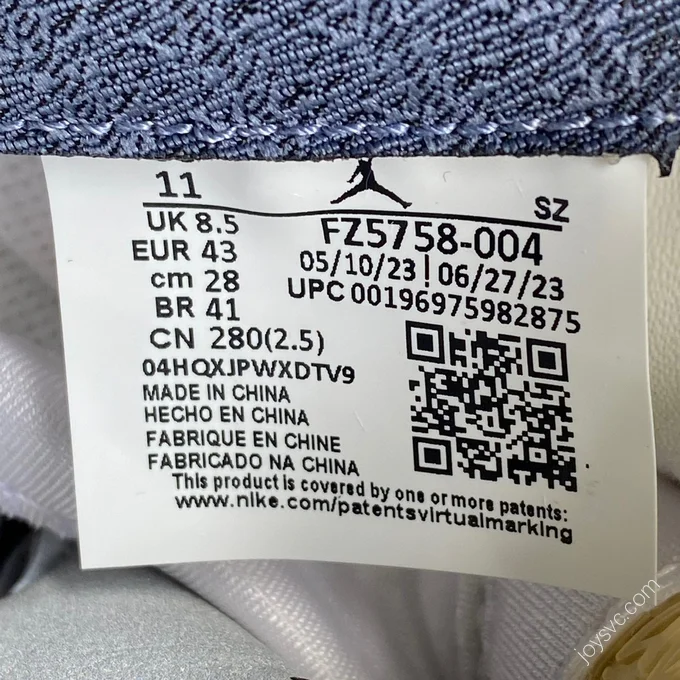 11
SZ
UK 8.5
EUR 43
cm 28
BR 41
CN 280(2.5)
FZ5758-004
05/10/23 | 06/27/23
UPC 00196975982875
04HQXJPWXDTV9
MADE IN CHINA
HECHO EN CHINA
FABRIQUE EN CHINE
FABRICADO NA CHINA
This product is covered by one or more patents:
www.nike.com/patentsvirtualmarking
joysvc.com